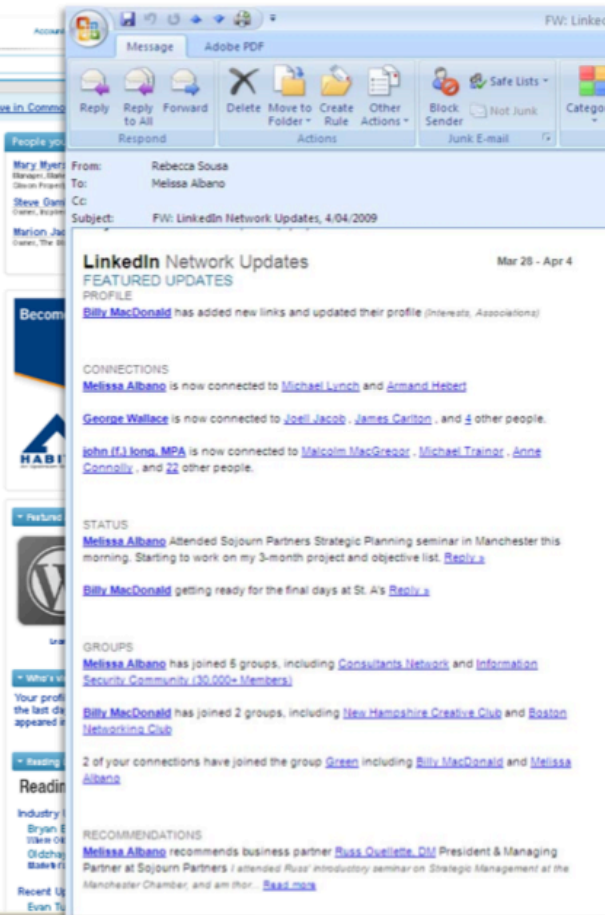 FW: Linked
Message Adobe PDF
Reply Reply to All Forward Delete Move to Folder Create Rule Other Actions Block Sender Safe Lists Not Junk Catego
Respond Actions Junk E-mail
From: Rebecca Sousa
To: Melissa Albano
Cc:
Subject: FW: LinkedIn Network Updates, 4/04/2009
LinkedIn Network Updates Mar 28 - Apr 4
FEATURED UPDATES
PROFILE
Billy MacDonald has added new links and updated their profile (Interests, Associations)
CONNECTIONS
Melissa Albano is now connected to Michael Lynch and Armand Hebert
George Wallace is now connected to Joell Jacob , James Carlton , and 4 other people.
john (f.) long, MPA is now connected to Malcolm MacGregor , Michael Trainor , Anne
Connolly , and 22 other people.
STATUS
Melissa Albano Attended Sojourn Partners Strategic Planning seminar in Manchester this
morning. Starting to work on my 3-month project and objective list. Reply »
Billy MacDonald getting ready for the final days at St. A's Reply »
GROUPS
Melissa Albano has joined 5 groups, including Consultants Network and Information
Security Community (30,000+ Members)
Billy MacDonald has joined 2 groups, including New Hampshire Creative Club and Boston
Networking Club
2 of your connections have joined the group Green including Billy MacDonald and Melissa
Albano
RECOMMENDATIONS
Melissa Albano recommends business partner Russ Ouellette, DM President & Managing
Partner at Sojourn Partners I attended Russ' introductory seminar on Strategic Management at the
Manchester Chamber, and am thor... Read more
Accoun
ve in Commo
People you
Mary Myers
Steve Gam
Marion Jac
Becom
HABI
Featured
Who's v
Your profi
the last da
appeared in
Reading
Readin
Industry
Bryan B
Recent Up
Evan Tu